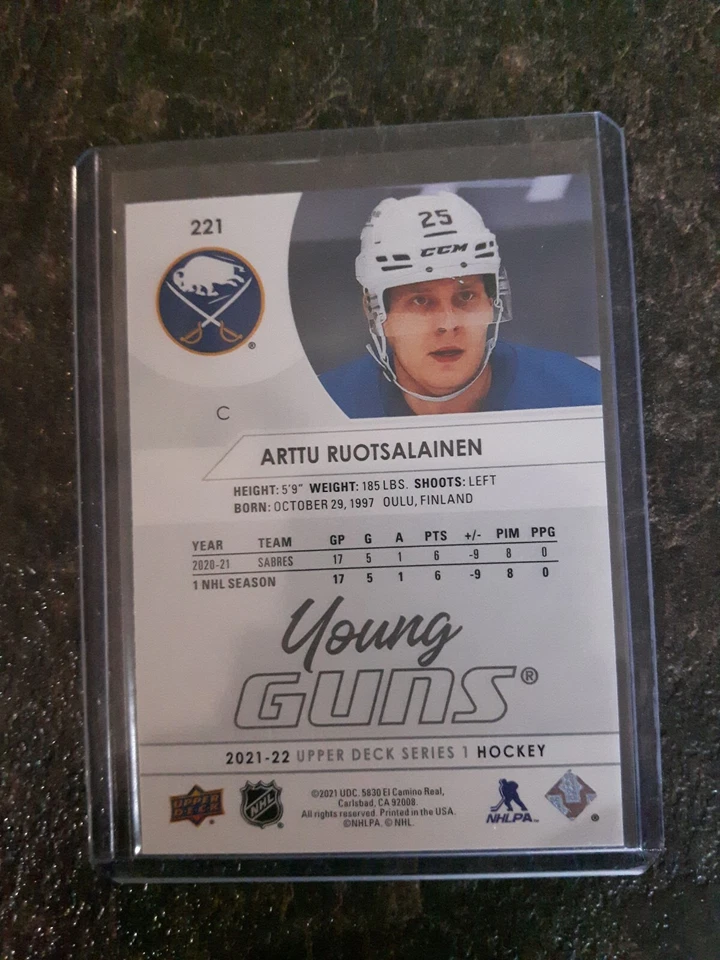 221
25
CCM
®
C
ARTTU RUOTSALAINEN
HEIGHT: 5'9" WEIGHT: 185 LBS. SHOOTS: LEFT
BORN: OCTOBER 29, 1997 OULU, FINLAND
YEAR TEAM GP G A PTS +/- PIM PPG
2020-21 SABRES 17 5 1 6 -9 8 0
1 NHL SEASON 17 5 1 6 -9 8 0
Young
GUNS®
2021-22 UPPER DECK SERIES 1 HOCKEY
UPPER DECK
NHL
©2021 UDC. 5830 El Camino Real,
Carlsbad, CA 92008.
All rights reserved. Printed in the USA.
©NHLPA. © NHL.
NHLPA™
®